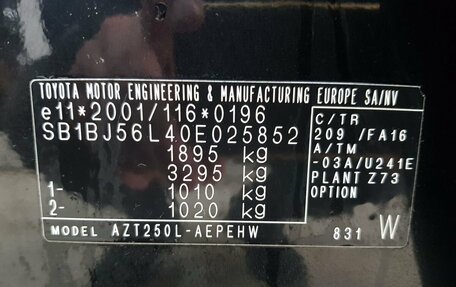 TOYOTA MOTOR ENGINEERING & MANUFACTURING EUROPE SA/NV
e11*2001/116*0196
SB1BJ56L40E025852
1895 kg
3295 kg
1- 1010 kg
2- 1020 kg
C/TR
209 /FA16
A/TM
-03A/U241E
PLANT Z73
OPTION
MODEL AZT250L-AEPEHW
831 W